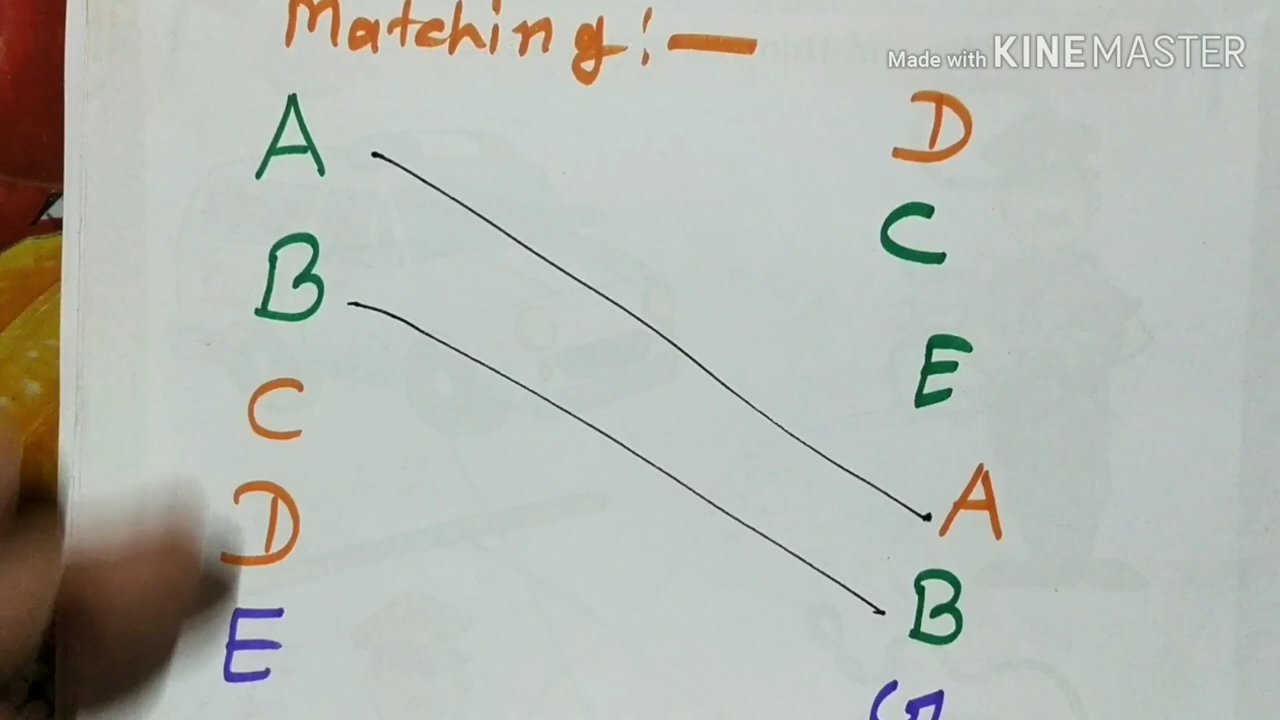 Matching:—
Made with KINEMASTER
A D
B C
C E
D A
E B